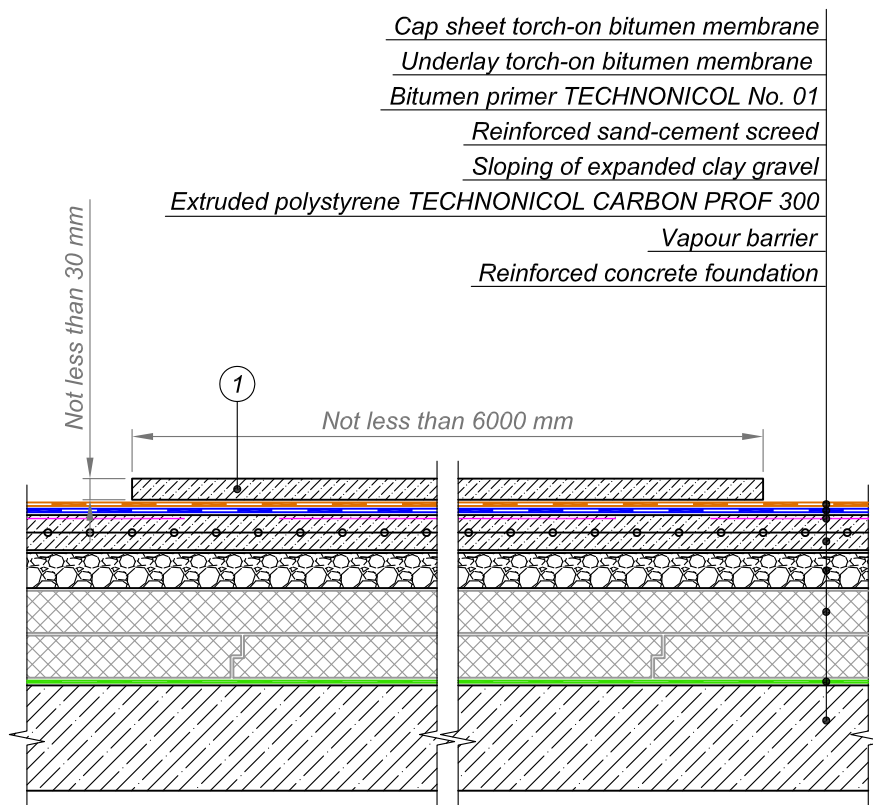 Cap sheet torch-on bitumen membrane
Underlay torch-on bitumen membrane
Bitumen primer TECHNONICOL No. 01
Reinforced sand-cement screed
Sloping of expanded clay gravel
Extruded polystyrene TECHNONICOL CARBON PROF 300
Vapour barrier
Reinforced concrete foundation
Not less than 30 mm
1
Not less than 6000 mm